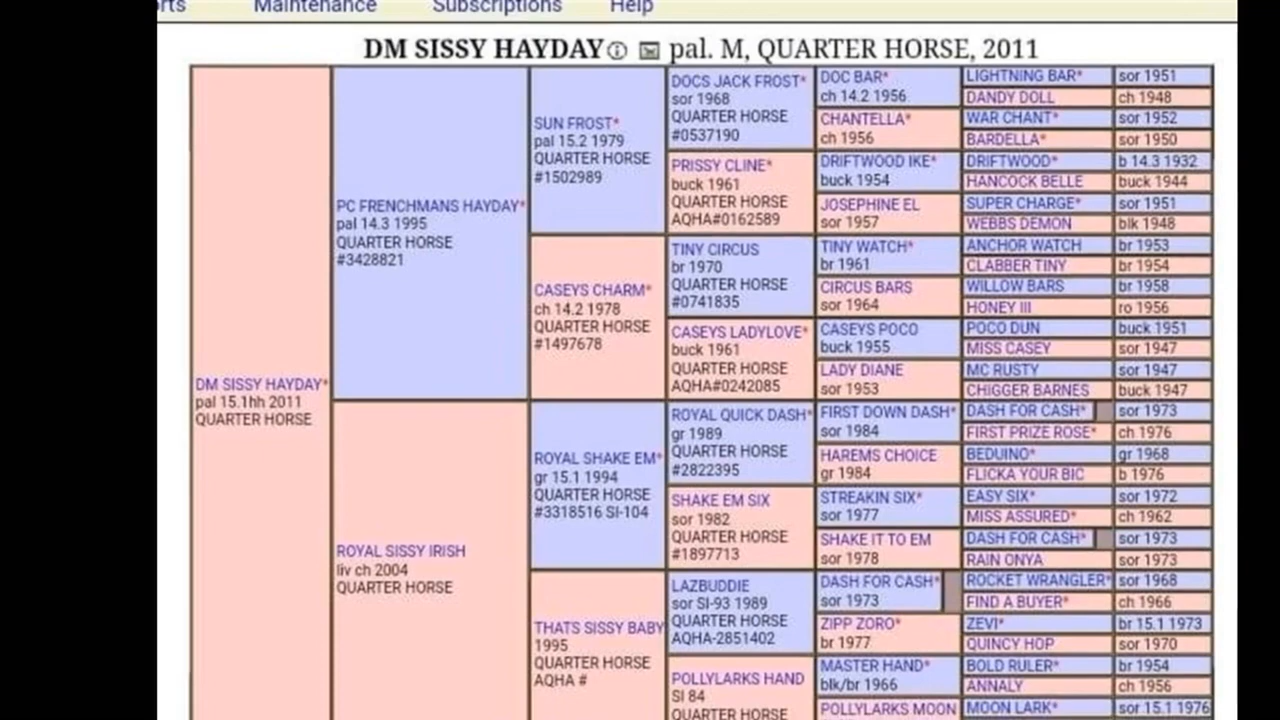 Maintenance Subscriptions Help
DM SISSY HAYDAY pal. M, QUARTER HORSE, 2011
DM SISSY HAYDAY*
pal 15.1hh 2011
QUARTER HORSE
PC FRENCHMANS HAYDAY*
pal 14.3 1995
QUARTER HORSE
#3428821
ROYAL SISSY IRISH
liv ch 2004
QUARTER HORSE
SUN FROST*
pal 15.2 1979
QUARTER HORSE
#1502989
CASEYS CHARM*
ch 14.2 1978
QUARTER HORSE
#1497678
ROYAL SHAKE EM*
gr 15.1 1994
QUARTER HORSE
#3318516 SI-104
THATS SISSY BABY
1995
QUARTER HORSE
AQHA #
DOCS JACK FROST*
sor 1968
QUARTER HORSE
#0537190
PRISSY CLINE*
buck 1961
QUARTER HORSE
AQHA#0162589
TINY CIRCUS
br 1970
QUARTER HORSE
#0741835
CASEYS LADYLOVE*
buck 1961
QUARTER HORSE
AQHA#0242085
ROYAL QUICK DASH*
gr 1989
QUARTER HORSE
#2822395
SHAKE EM SIX
sor 1982
QUARTER HORSE
#1897713
LAZBUDDIE
sor SI-93 1989
QUARTER HORSE
AQHA-2851402
POLLYLARKS HAND
SI 84
QUARTER HORSE
DOC BAR*
ch 14.2 1956
CHANTELLA*
ch 1956
DRIFTWOOD IKE*
buck 1954
JOSEPHINE EL
sor 1957
TINY WATCH*
br 1961
CIRCUS BARS
sor 1964
CASEYS POCO
buck 1955
LADY DIANE
sor 1953
FIRST DOWN DASH*
sor 1984
HAREMS CHOICE
gr 1984
STREAKIN SIX*
sor 1977
SHAKE IT TO EM
sor 1978
DASH FOR CASH*
sor 1973
ZIPP ZORO*
br 1977
MASTER HAND*
blk/br 1966
POLLYLARKS MOON
LIGHTNING BAR* sor 1951
DANDY DOLL ch 1948
WAR CHANT* sor 1952
BARDELLA* sor 1950
DRIFTWOOD* b 14.3 1932
HANCOCK BELLE buck 1944
SUPER CHARGE* sor 1951
WEBBS DEMON blk 1948
ANCHOR WATCH br 1953
CLABBER TINY br 1954
WILLOW BARS br 1958
HONEY III ro 1956
POCO DUN buck 1951
MISS CASEY sor 1947
MC RUSTY sor 1947
CHIGGER BARNES buck 1947
DASH FOR CASH* sor 1973
FIRST PRIZE ROSE* ch 1976
BEDUINO* gr 1968
FLICKA YOUR BIC b 1976
EASY SIX* sor 1972
MISS ASSURED* ch 1962
DASH FOR CASH* sor 1973
RAIN ONYA sor 1973
ROCKET WRANGLER* sor 1968
FIND A BUYER* ch 1966
ZEVI* br 15.1 1973
QUINCY HOP sor 1970
BOLD RULER* br 1954
ANNALY ch 1956
MOON LARK* sor 15.1 1976